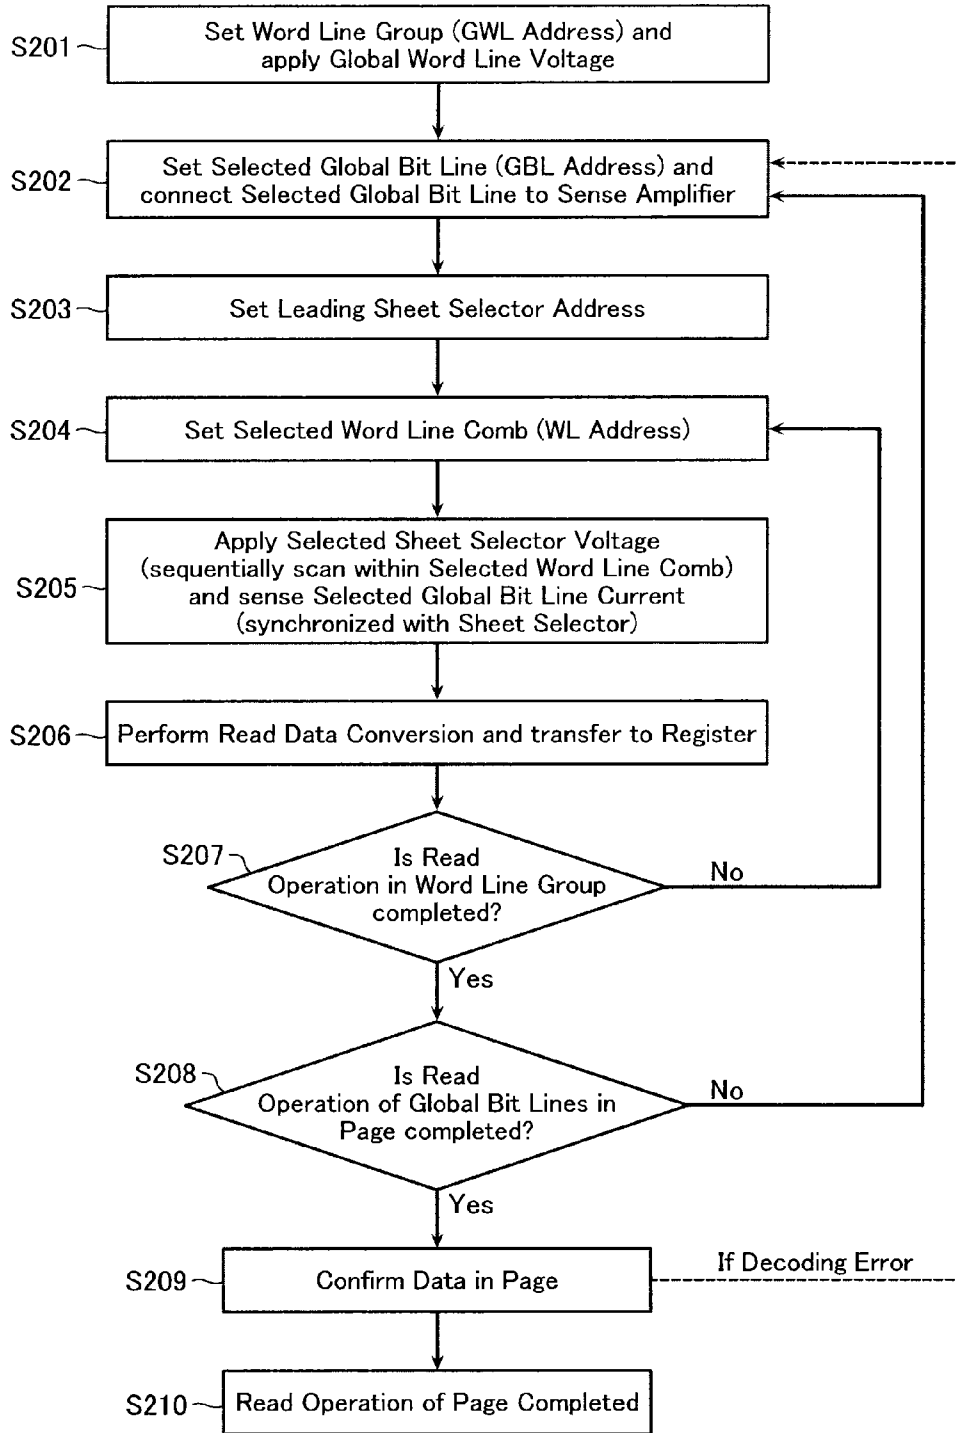 S201
Set Word Line Group (GWL Address) and
apply Global Word Line Voltage
S202
Set Selected Global Bit Line (GBL Address) and
connect Selected Global Bit Line to Sense Amplifier
S203
Set Leading Sheet Selector Address
S204
Set Selected Word Line Comb (WL Address)
S205
Apply Selected Sheet Selector Voltage
(sequentially scan within Selected Word Line Comb)
and sense Selected Global Bit Line Current
(synchronized with Sheet Selector)
S206
Perform Read Data Conversion and transfer to Register
S207
Is Read
Operation in Word Line Group
completed?
No
Yes
S208
Is Read
Operation of Global Bit Lines in
Page completed?
No
Yes
S209
Confirm Data in Page
If Decoding Error
S210
Read Operation of Page Completed